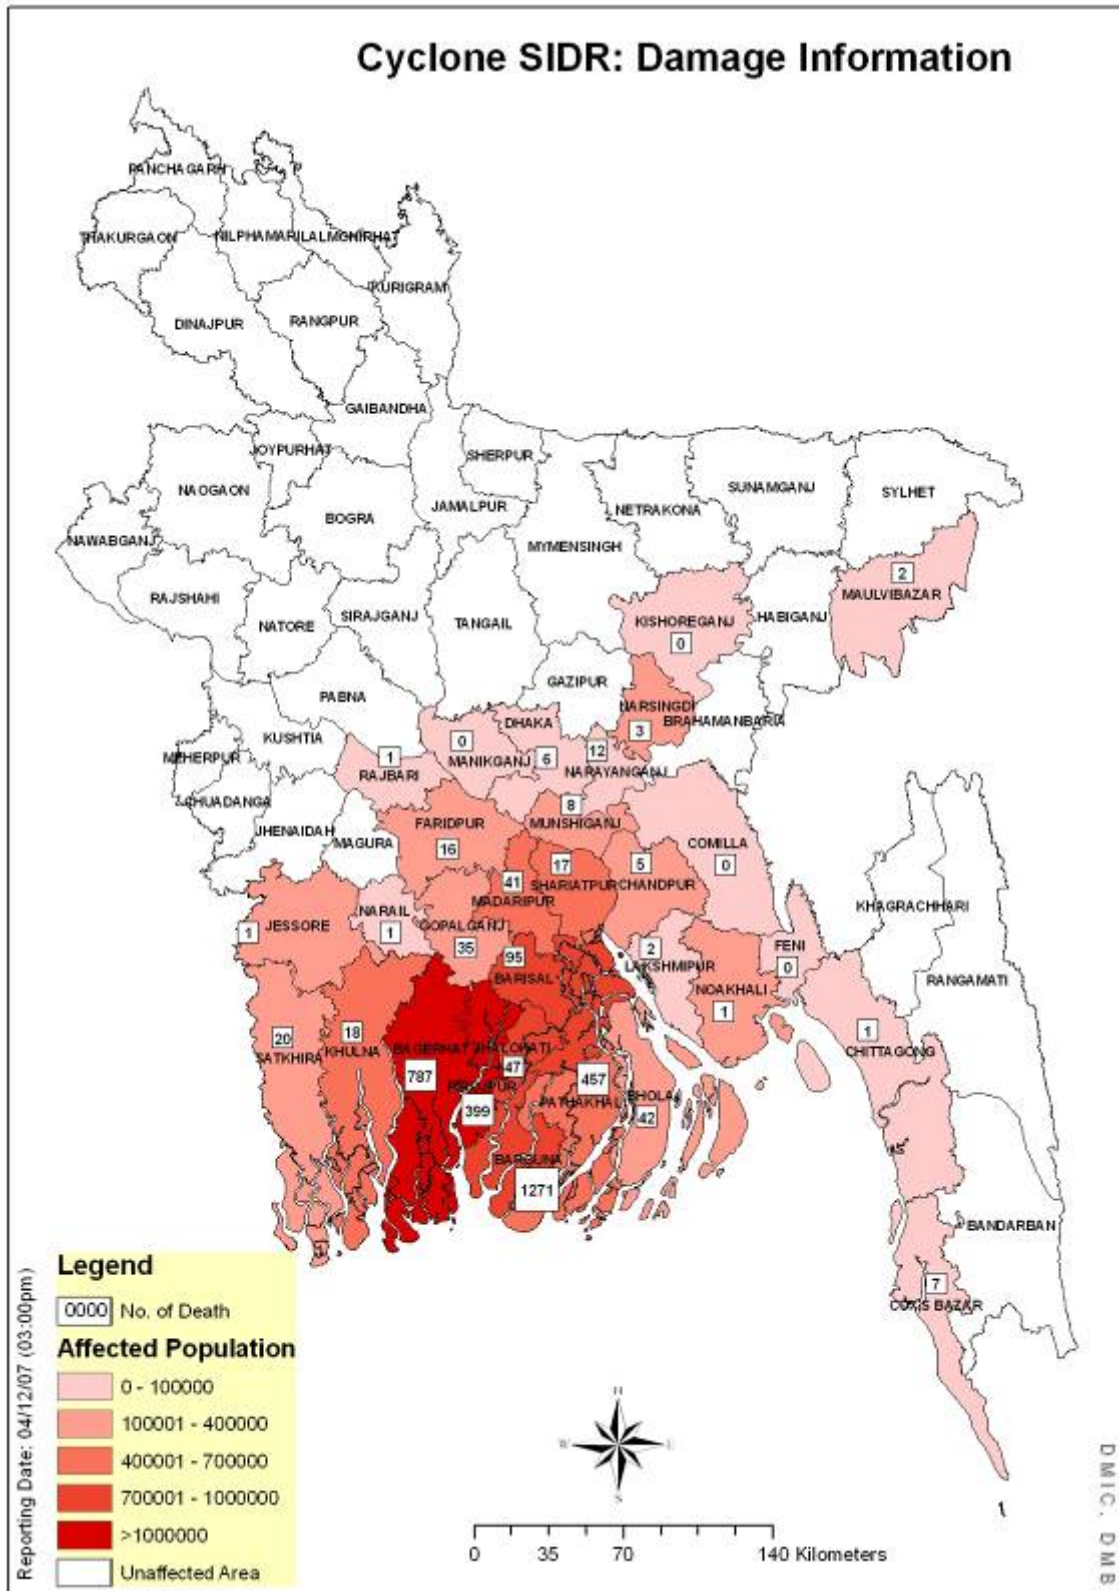 Cyclone SIDR: Damage Information
PANCHAGARH
THAKURGAON
NILPHAMARI
LALMONIRHAT
KURIGRAM
DINAJPUR
RANGPUR
GAIBANDHA
JOYPURHAT
SHERPUR
NAOGAON
BOGRA
JAMALPUR
NETRAKONA
SUNAMGANJ
SYLHET
NAWABGANJ
MYMENSINGH
2
MAULVIBAZAR
RAJSHAHI
NATORE
SIRAJGANJ
TANGAIL
KISHOREGANJ
0
HABIGANJ
GAZIPUR
PABNA
NARSINGDI
3
BRAHAMANBARIA
DHAKA
6
KUSHTIA
MEHERPUR
1
RAJBARI
0
MANIKGANJ
12
NARAYANGANJ
CHUADANGA
JHENAIDAH
MAGURA
FARIDPUR
16
8
MUNSHIGANJ
COMILLA
0
41
MADARIPUR
17
SHARIATPUR
5
CHANDPUR
KHAGRACHHARI
1
JESSORE
NARAIL
1
GOPALGANJ
35
95
BARISAL
2
LAKSHMIPUR
NOAKHALI
1
FENI
0
RANGAMATI
20
SATKHIRA
18
KHULNA
BAGERHAT
787
JHALOKATI
47
399
457
BHOLA
42
1
CHITTAGONG
BARGUNA
1271
BANDARBAN
7
COX'S BAZAR
Legend
0000 No. of Death
Affected Population
0 - 100000
100001 - 400000
400001 - 700000
700001 - 1000000
>1000000
Unaffected Area
Reporting Date: 04/12/07 (03:00pm)
N
W E
S
0 35 70 140 Kilometers
DMIC, DMB